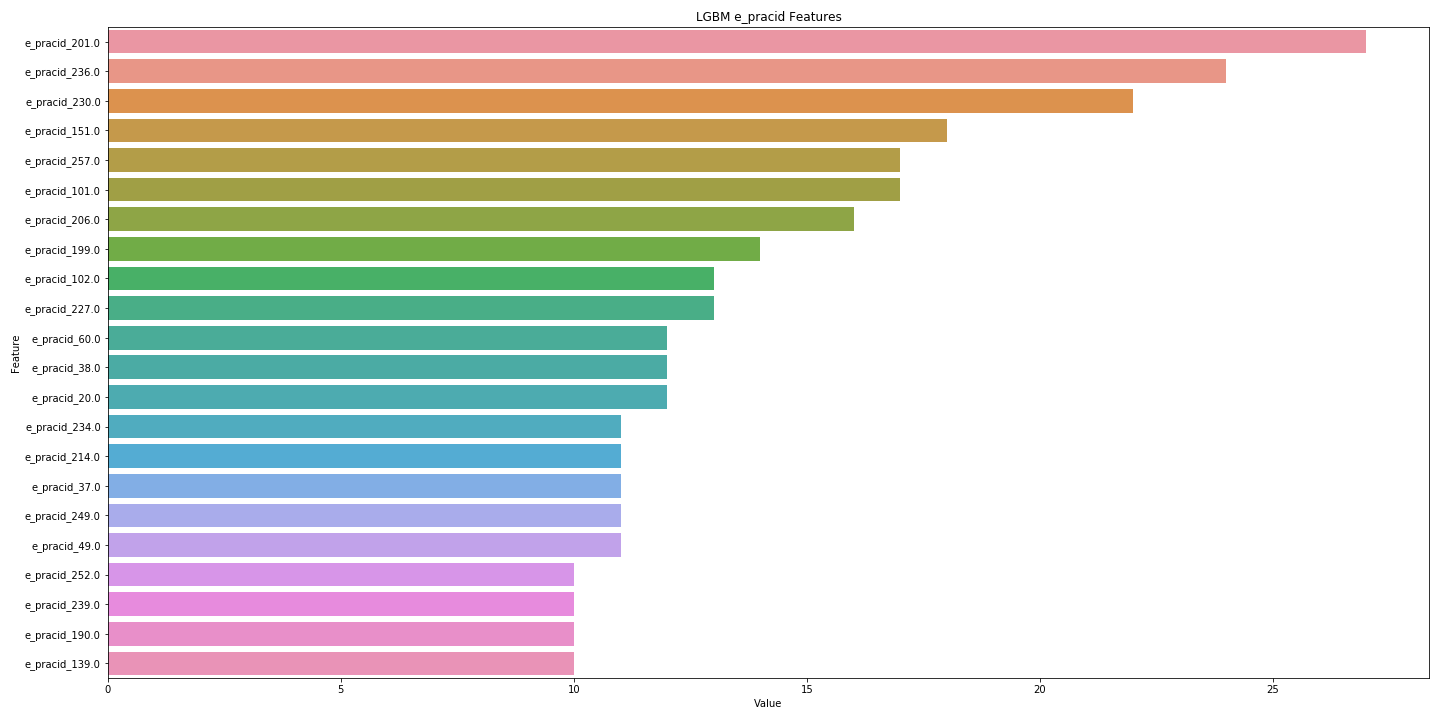 LGBM e_pracid Features
Feature
e_pracid_201.0
e_pracid_236.0
e_pracid_230.0
e_pracid_151.0
e_pracid_257.0
e_pracid_101.0
e_pracid_206.0
e_pracid_199.0
e_pracid_102.0
e_pracid_227.0
e_pracid_60.0
e_pracid_38.0
e_pracid_20.0
e_pracid_234.0
e_pracid_214.0
e_pracid_37.0
e_pracid_249.0
e_pracid_49.0
e_pracid_252.0
e_pracid_239.0
e_pracid_190.0
e_pracid_139.0
0 5 10 15 20 25
Value